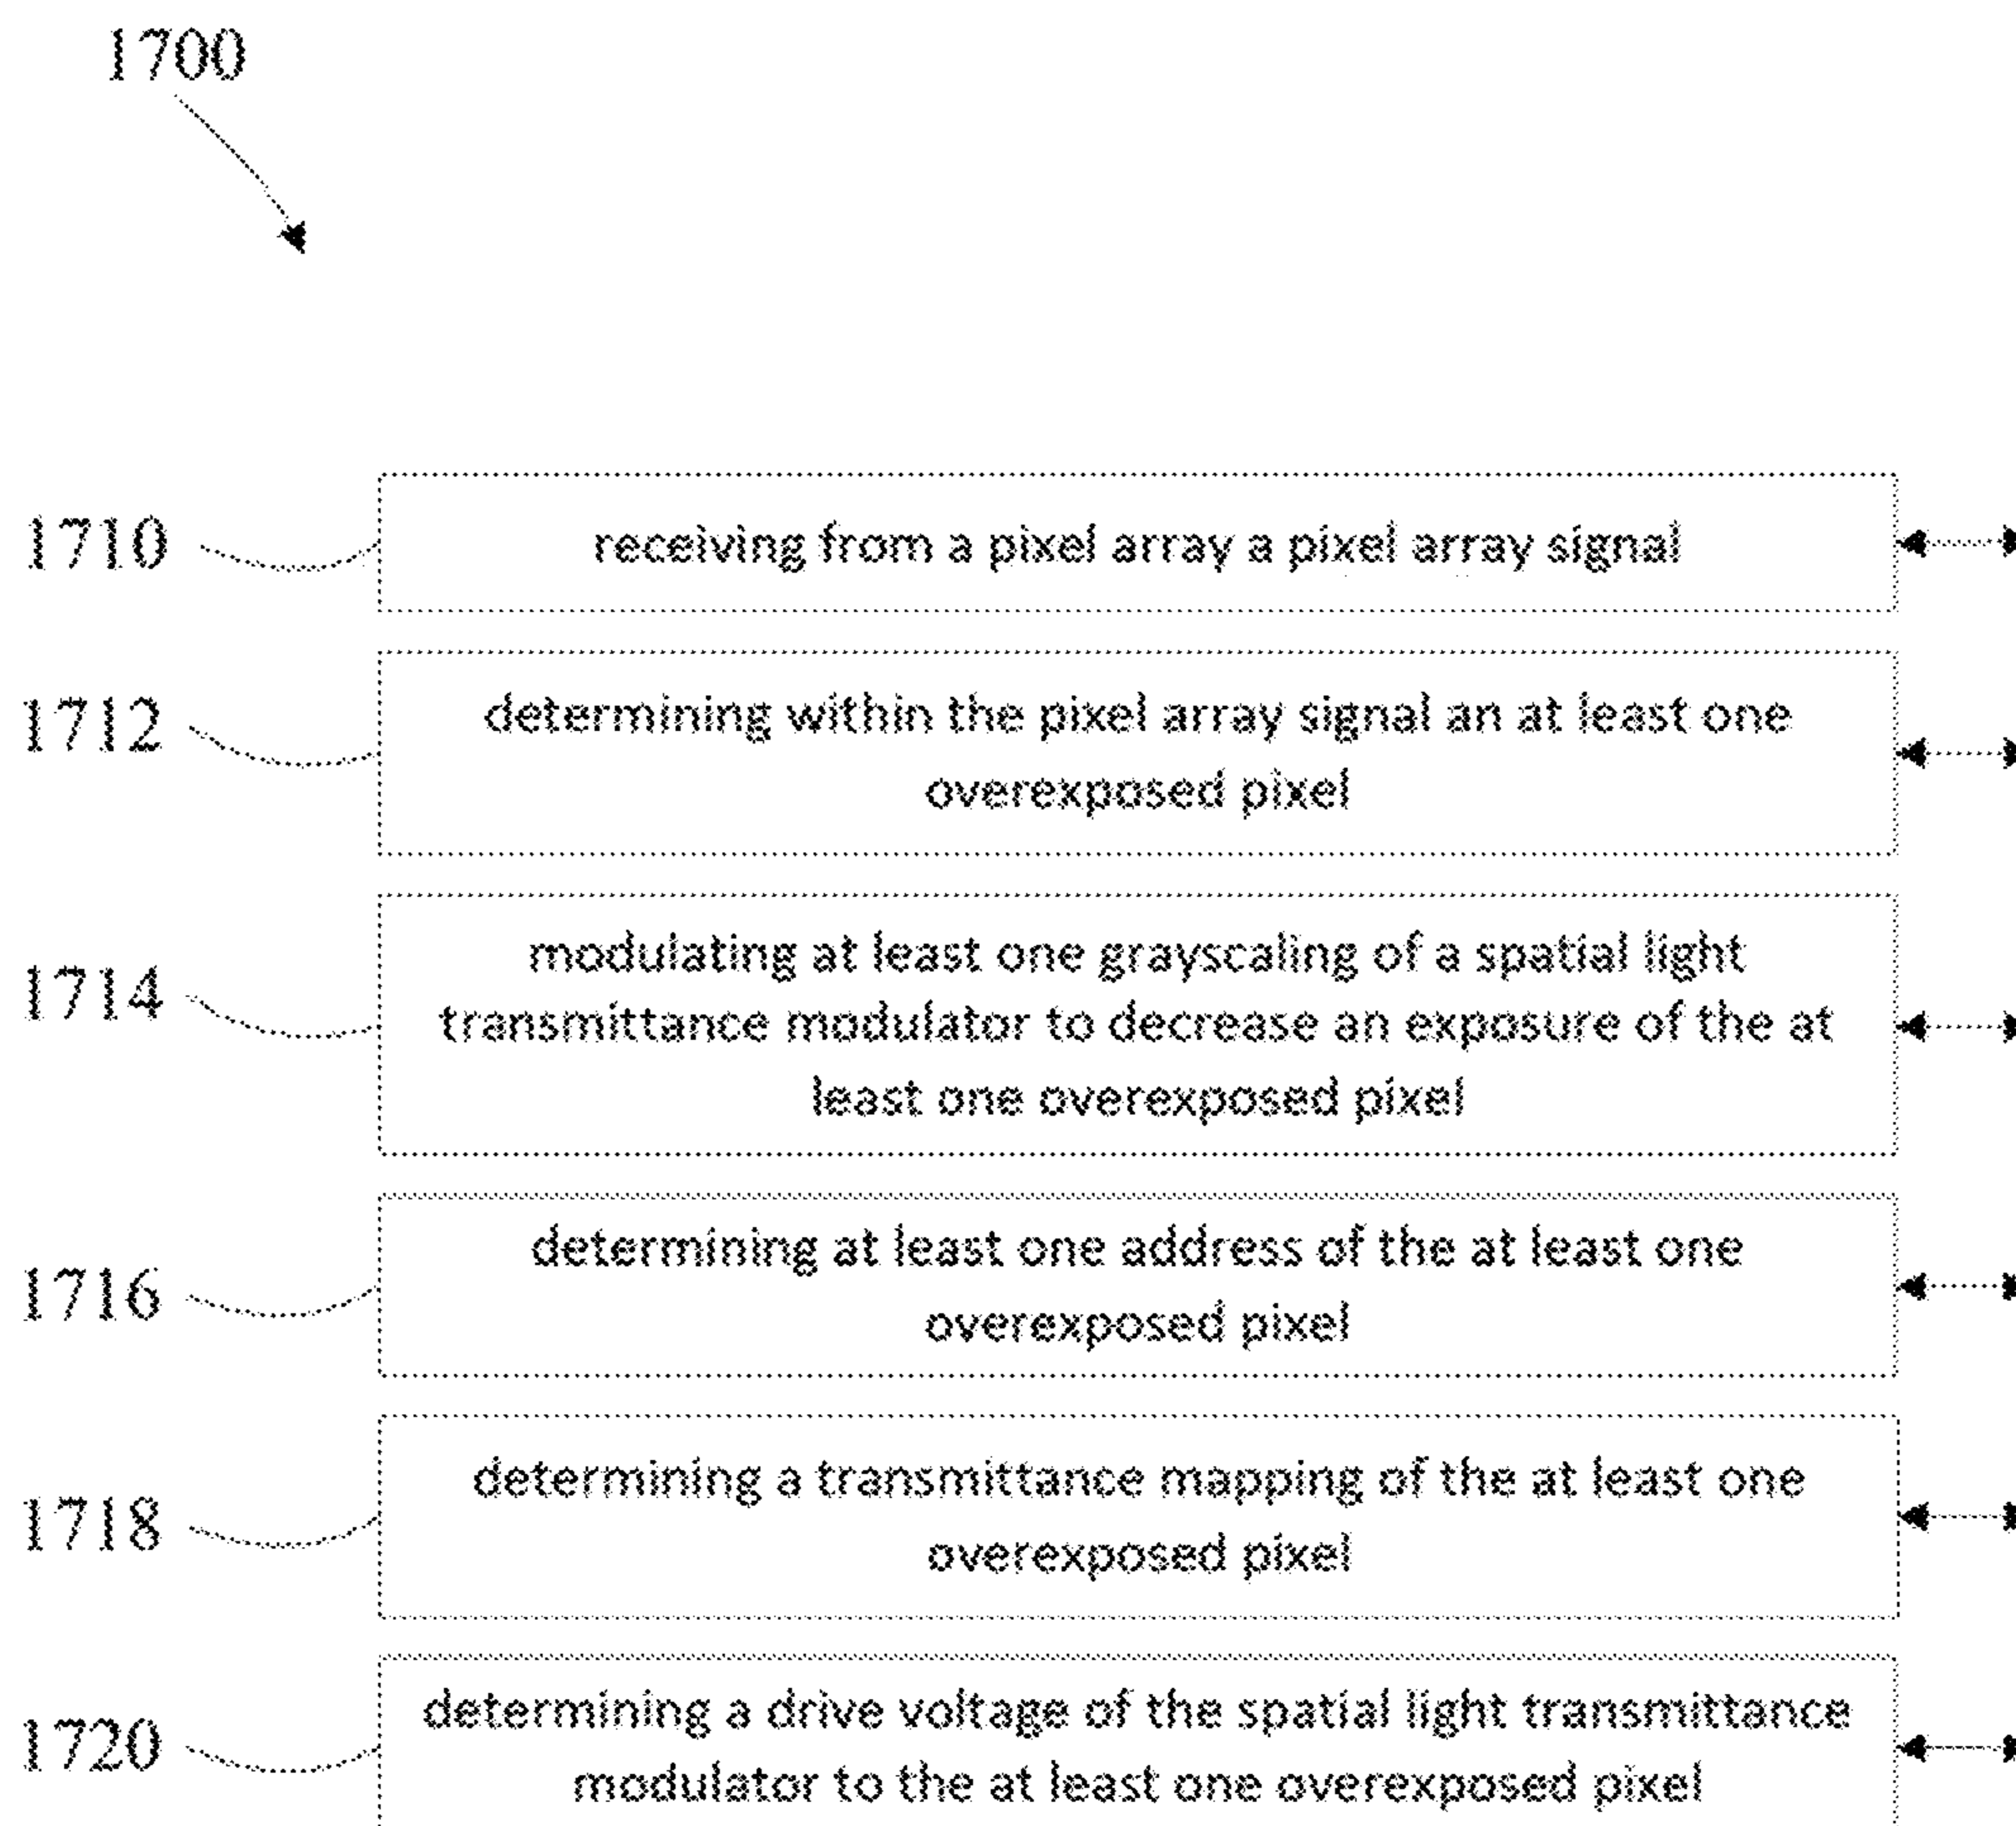 1700
1710
receiving from a pixel array a pixel array signal
1712
determining within the pixel array signal an at least one
overexposed pixel
1714
modulating at least one grayscaling of a spatial light
transmittance modulator to decrease an exposure of the at
least one overexposed pixel
1716
determining at least one address of the at least one
overexposed pixel
1718
determining a transmittance mapping of the at least one
overexposed pixel
1720
determining a drive voltage of the spatial light transmittance
modulator to the at least one overexposed pixel